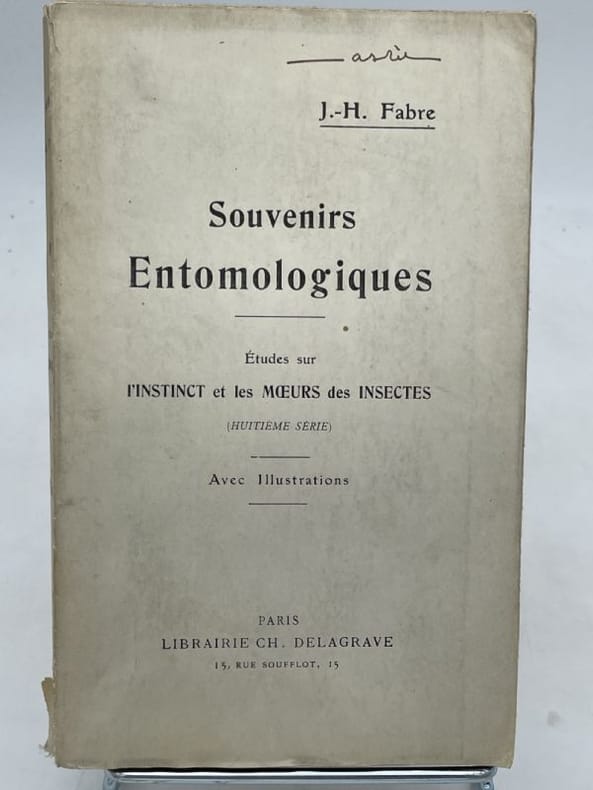 J.-H. Fabre
Souvenirs
Entomologiques
Études sur
l'INSTINCT et les MŒURS des INSECTES
(HUITIÈME SÉRIE)
Avec Illustrations
PARIS
LIBRAIRIE CH. DELAGRAVE
15, RUE SOUFFLOT, 15